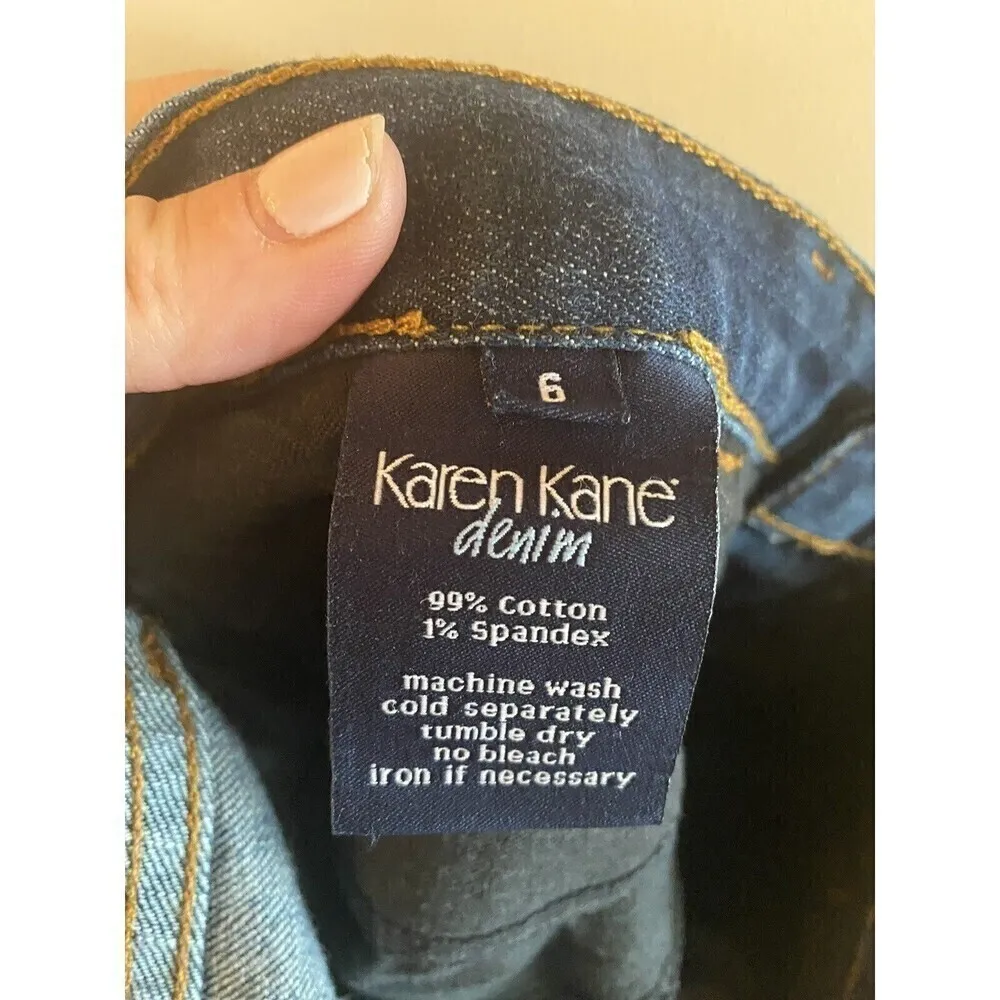 6
Karen Kane
denim
99% Cotton
1% Spandex
machine wash
cold separately
tumble dry
no bleach
iron if necessary